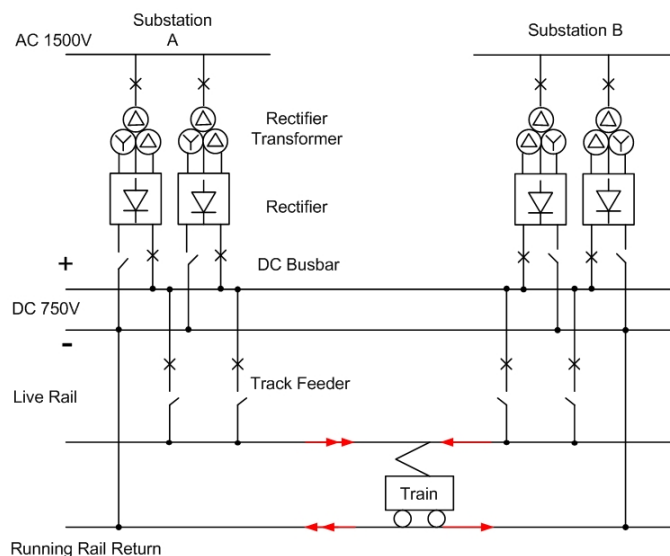 Substation
A
Substation B
AC 1500V
Rectifier
Transformer
Rectifier
+
DC Busbar
DC 750V
-
Track Feeder
Live Rail
Train
Running Rail Return